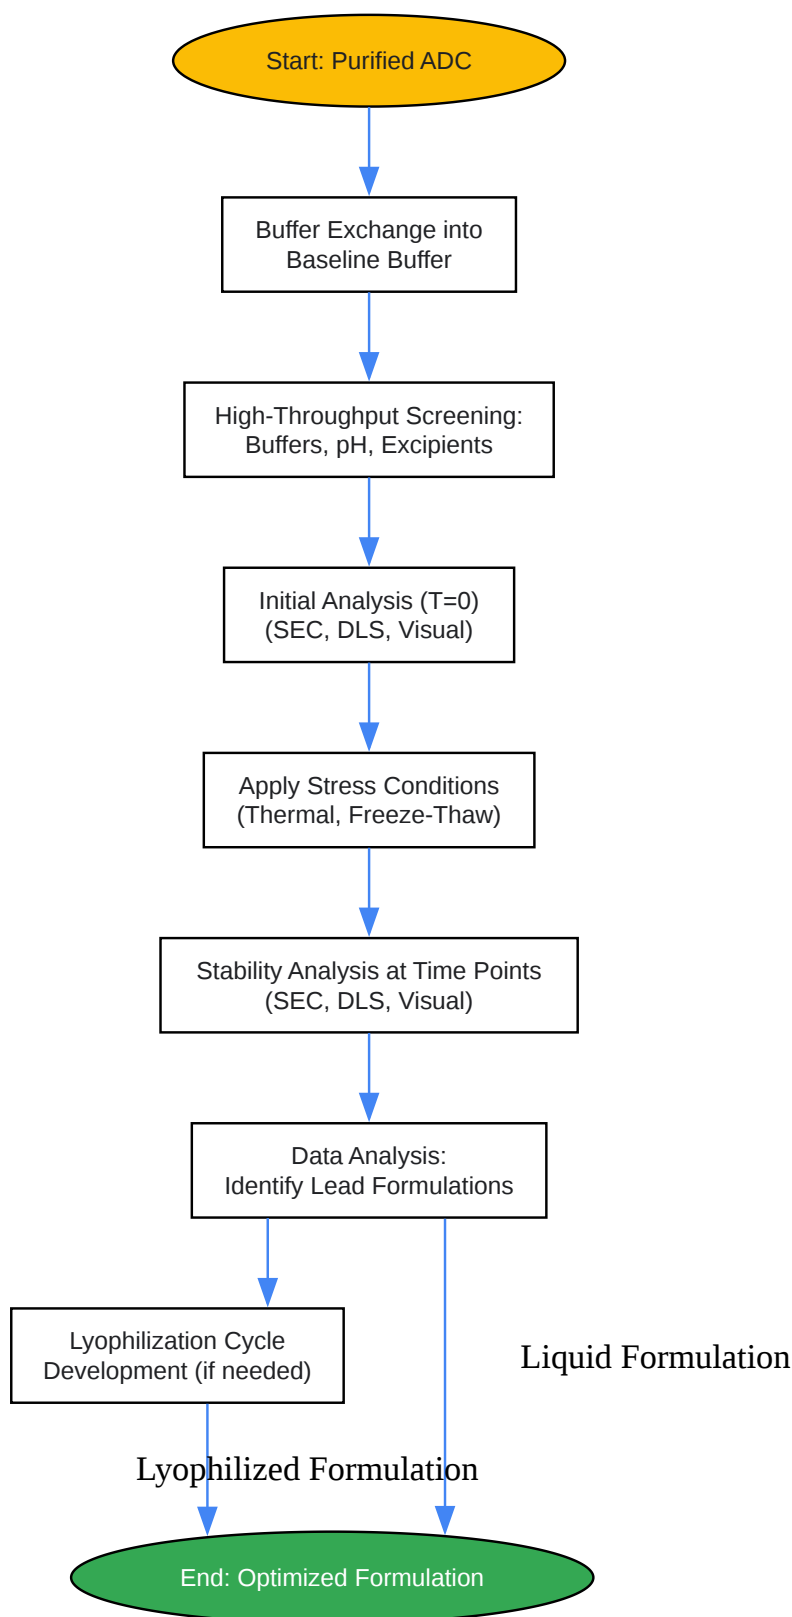 Start: Purified ADC
Buffer Exchange into
Baseline Buffer
High-Throughput Screening:
Buffers, pH, Excipients
Initial Analysis (T=0)
(SEC, DLS, Visual)
Apply Stress Conditions
(Thermal, Freeze-Thaw)
Stability Analysis at Time Points
(SEC, DLS, Visual)
Data Analysis:
Identify Lead Formulations
Lyophilization Cycle
Development (if needed)
Liquid Formulation
Lyophilized Formulation
End: Optimized Formulation